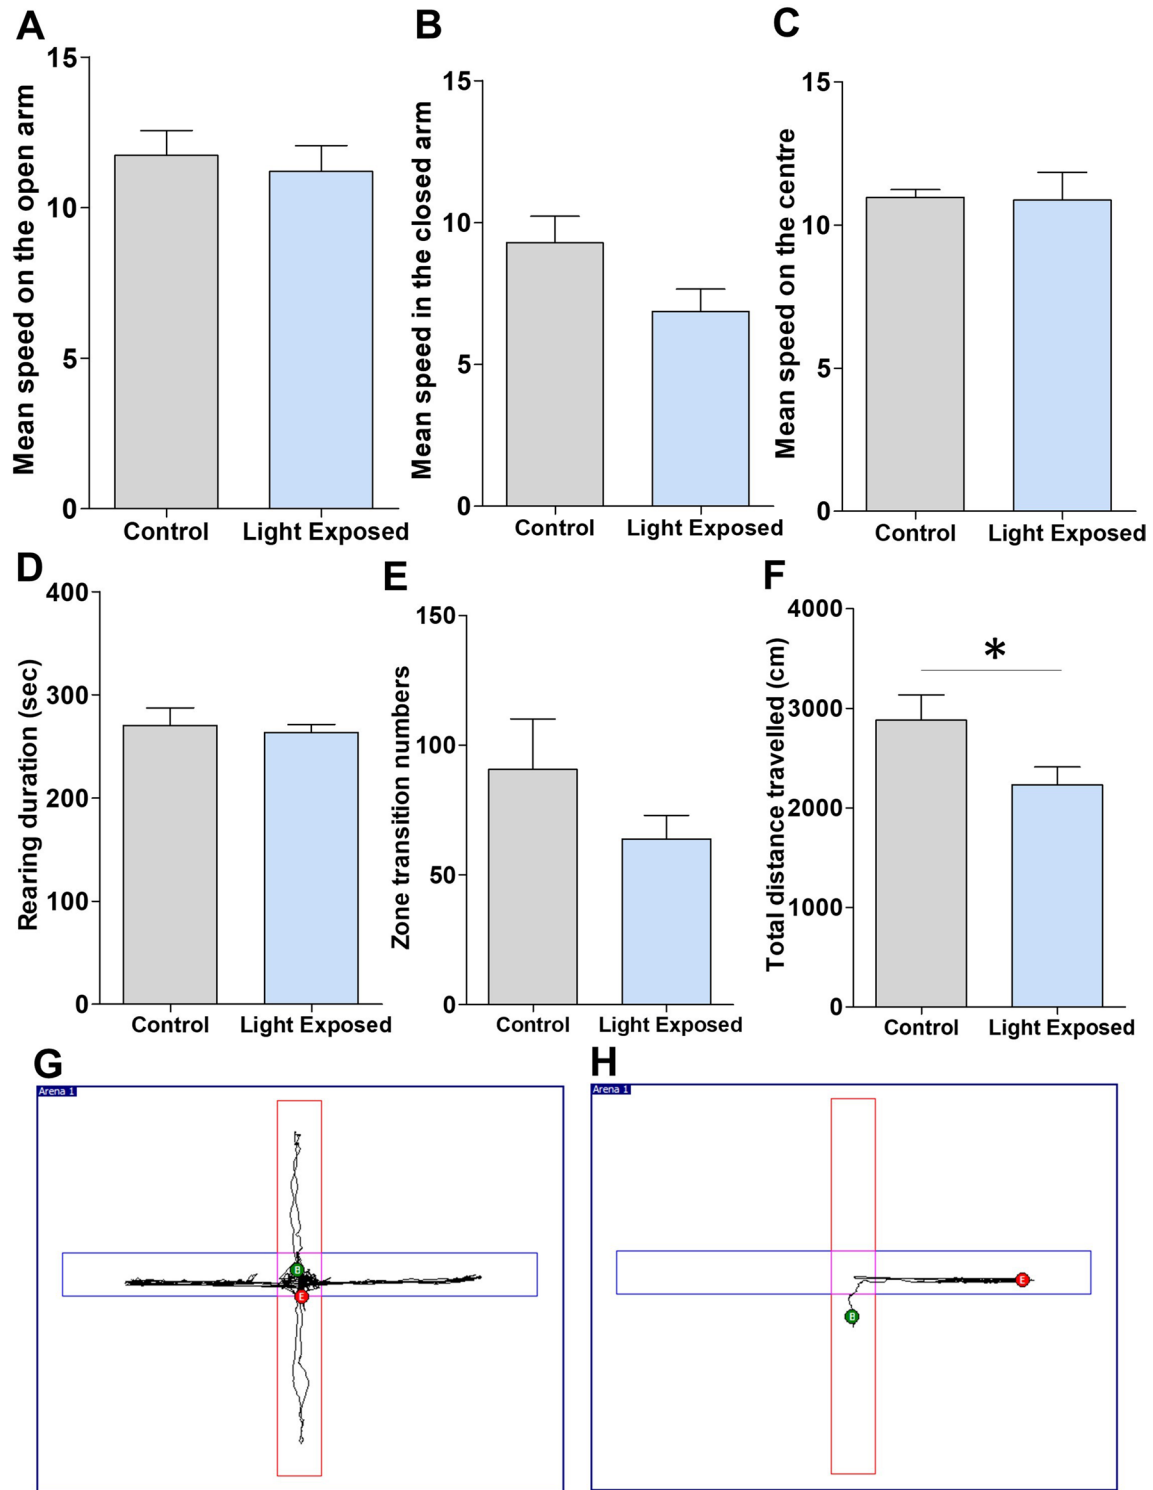 A
B
C
Mean speed on the open arm
15
10
5
0
Control
Light Exposed
Mean speed in the closed arm
15
10
5
0
Control
Light Exposed
Mean speed on the centre
15
10
5
0
Control
Light Exposed
D
E
F
Rearing duration (sec)
400
300
200
100
0
Control
Light Exposed
Zone transition numbers
150
100
50
0
Control
Light Exposed
Total distance travelled (cm)
4000
3000
2000
1000
0
*
Control
Light Exposed
G
H
Arena 1
B
E
Arena 1
B
E